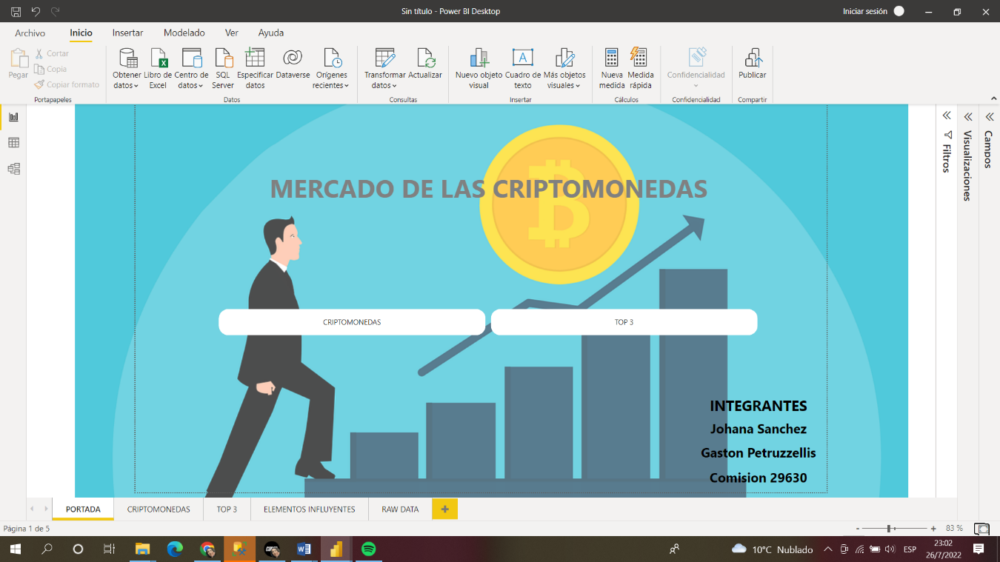 Sin título - Power BI Desktop
Iniciar sesión
Archivo Inicio Insertar Modelado Ver Ayuda
Pegar
Cortar
Copia
Copiar formato
Portapapeles
Obtener datos
Libro de Excel
Centro de datos
SQL Server
Especificar datos
Dataverse
Orígenes recientes
Datos
Transformar datos
Actualizar
Consultas
Nuevo objeto visual
Cuadro de texto
Más objetos visuales
Insertar
Nueva medida
Medida rápida
Cálculos
Confidencialidad
Confidencialidad
Publicar
Compartir
Filtros
Visualizaciones
Campos
MERCADO DE LAS CRIPTOMONEDAS
CRIPTOMONEDAS
TOP 3
INTEGRANTES
Johana Sanchez
Gaston Petruzzellis
Comision 29630
PORTADA CRIPTOMONEDAS TOP 3 ELEMENTOS INFLUYENTES RAW DATA
Página 1 de 5
83 %
10°C Nublado
ESP
23:02
26/7/2022